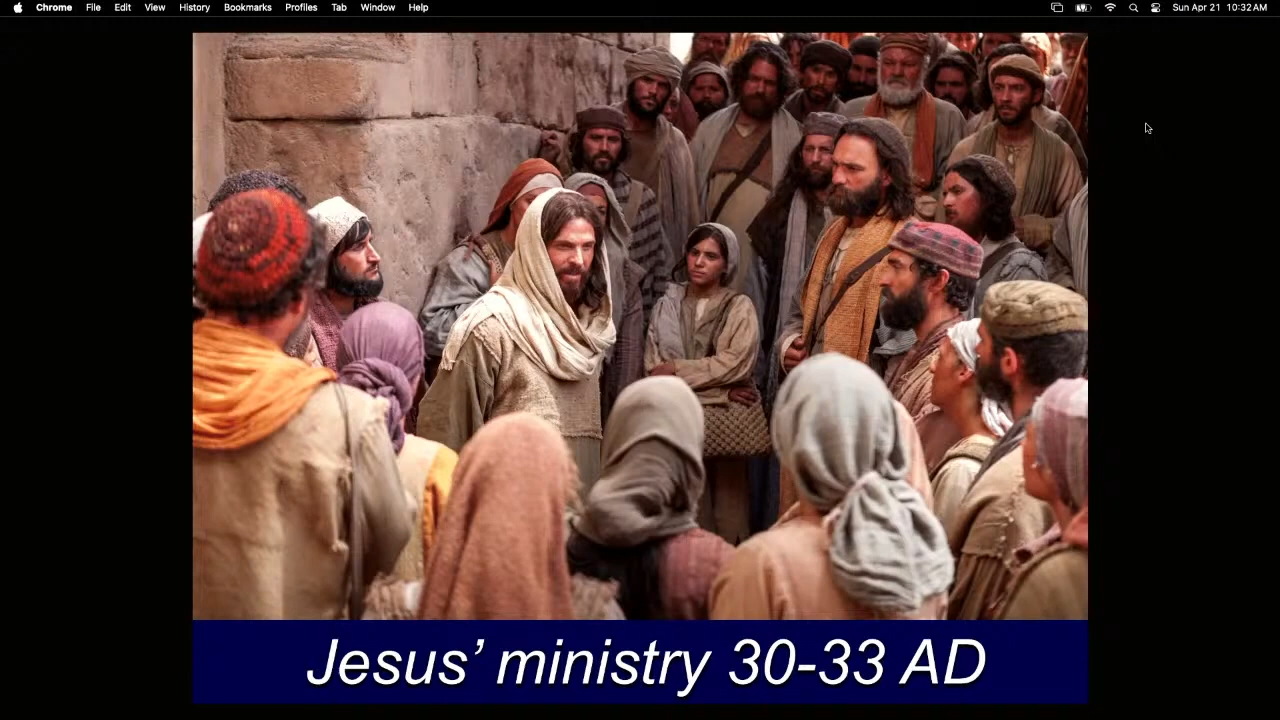 Chrome File Edit View History Bookmarks Profiles Tab Window Help Sun Apr 21 10:32 AM
Jesus’ ministry 30-33 AD